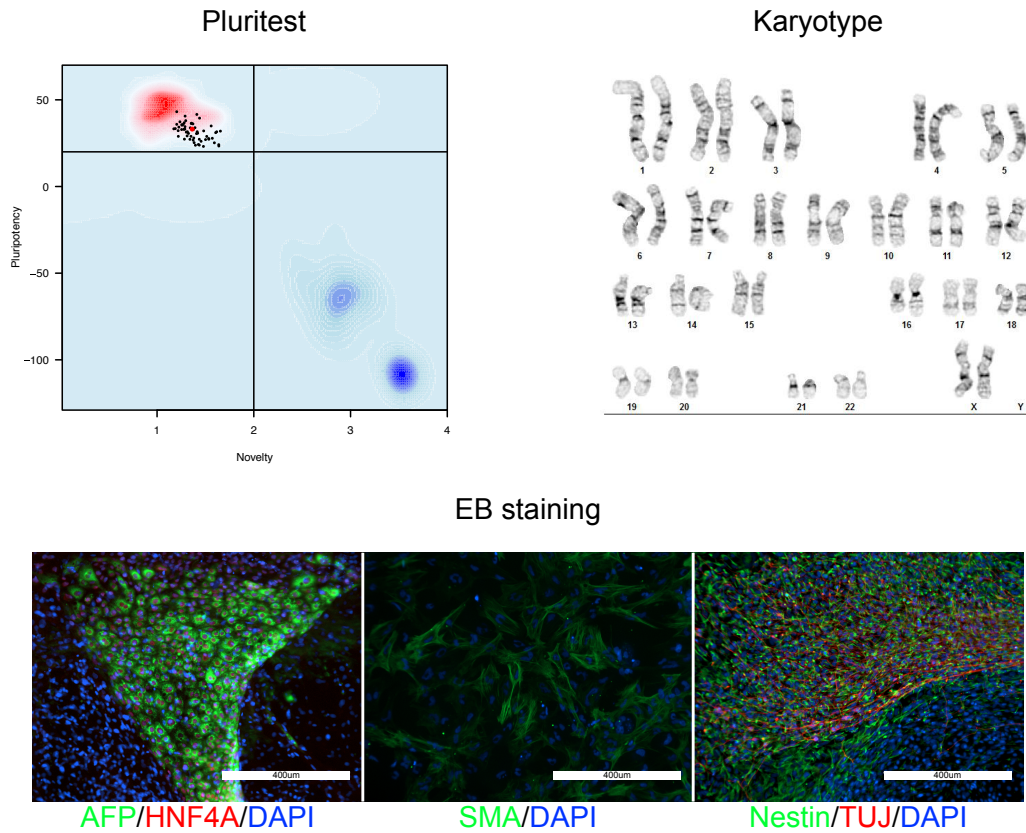 Pluritest
Karyotype
50
0
−50
−100
Pluripotency
1
2
3
4
Novelty
1
2
3
4
5
6
7
8
9
10
11
12
13
14
15
16
17
18
19
20
21
22
X
Y
EB staining
400um
400um
400um
AFP/HNF4A/DAPI
SMA/DAPI
Nestin/TUJ/DAPI